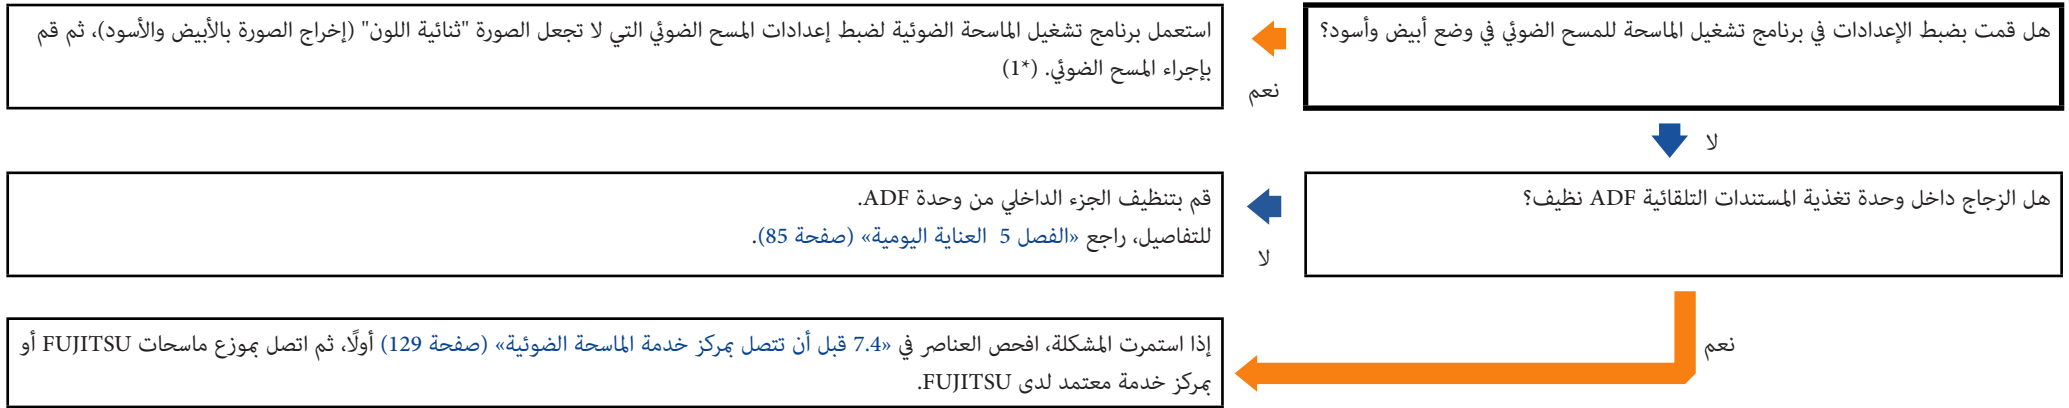 هل قمت بضبط الإعدادات في برنامج تشغيل الماسحة للمسح الضوئي في وضع أبيض وأسود؟
نعم
استعمل برنامج تشغيل الماسحة الضوئية لضبط إعدادات المسح الضوئي التي لا تجعل الصورة "ثنائية اللون" (إخراج الصورة بالأبيض والأسود)، ثم قم
بإجراء المسح الضوئي. (*1)
لا
هل الزجاج داخل وحدة تغذية المستندات التلقائية ADF نظيف؟
لا
قم بتنظيف الجزء الداخلي من وحدة ADF.
للتفاصيل، راجع «الفصل 5 العناية اليومية» (صفحة 85).
نعم
إذا استمرت المشكلة، افحص العناصر في «7.4 قبل أن تتصل بمركز خدمة الماسحة الضوئية» (صفحة 129) أولًا، ثم اتصل بموزع ماسحات FUJITSU أو
بمركز خدمة معتمد لدى FUJITSU.